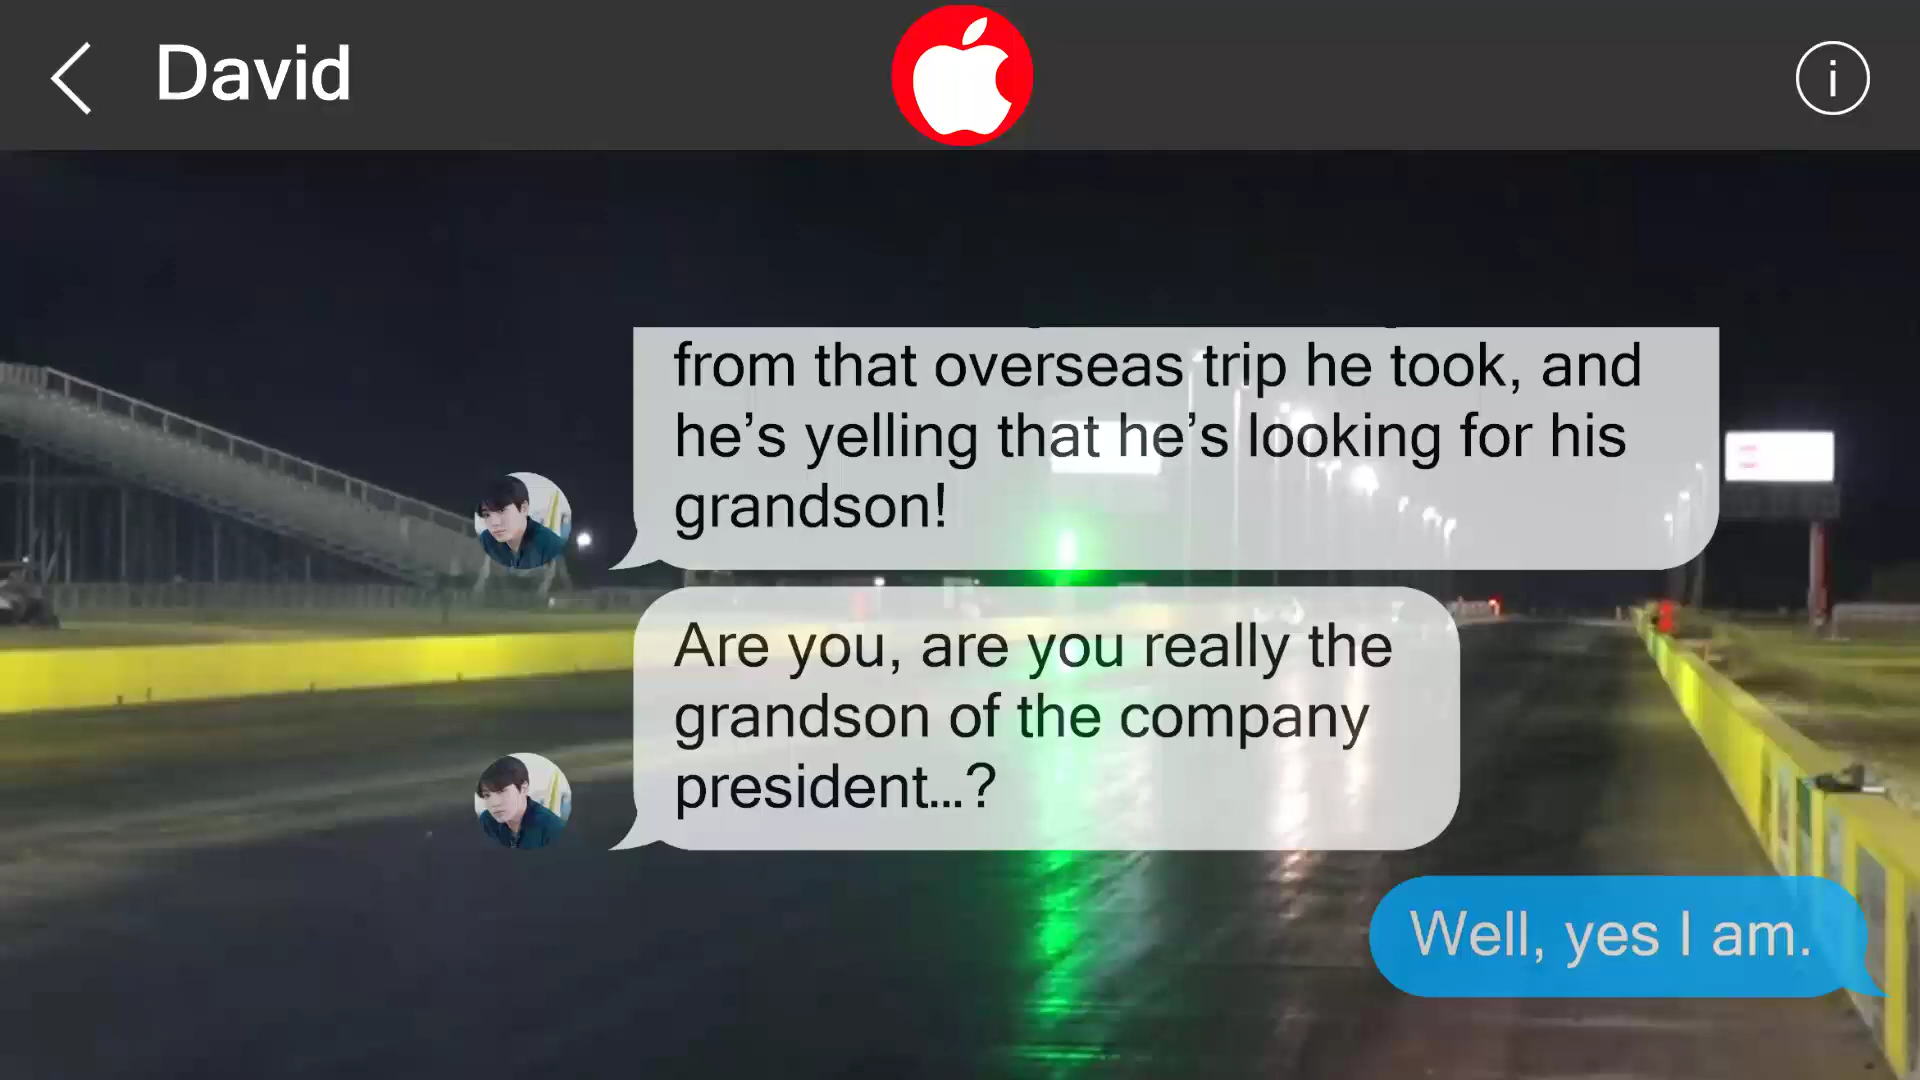 David
from that overseas trip he took, and
he’s yelling that he’s looking for his
grandson!
Are you, are you really the
grandson of the company
president...?
Well, yes I am.